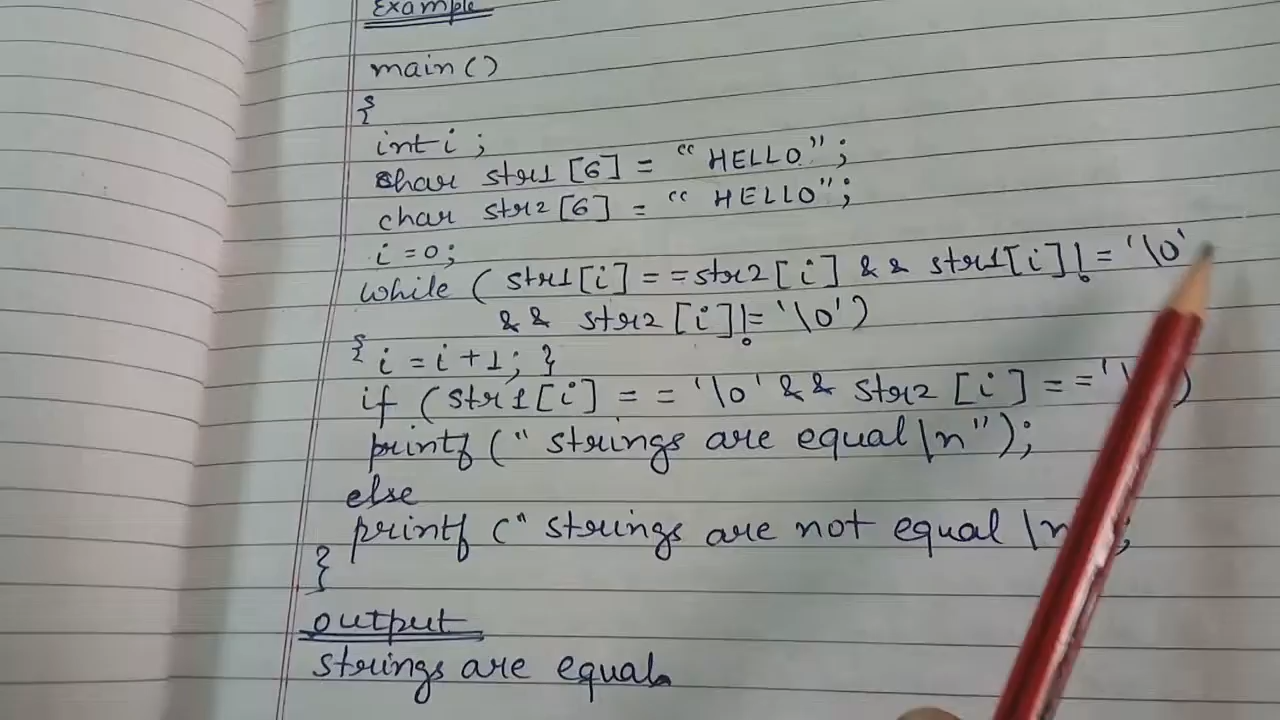 Example
main()
{
int i ;
char str1 [6] = " HELLO" ;
char str2 [6] = " HELLO";
i = 0;
while ( str1[i] = = str2 [i] && str1[i] != '\0'
&& str2 [i] != '\0')
{ i = i + 1; }
if ( str1[i] = = '\0' && str2 [i] = = '\ )
printf (" strings are equal \n");
else
printf (" strings are not equal \n ;
}
output
strings are equal.